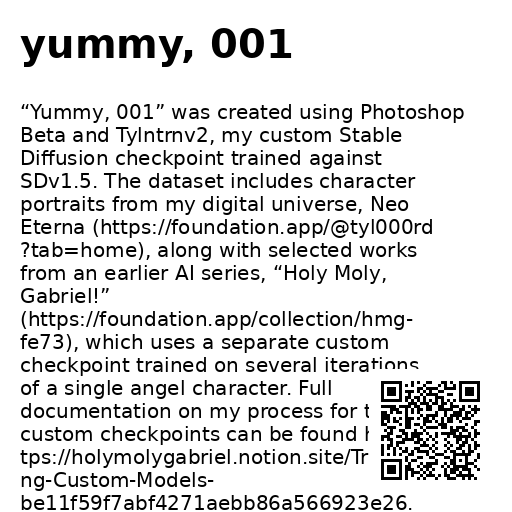 yummy, 001
“Yummy, 001” was created using Photoshop
Beta and Tylntrnv2, my custom Stable
Diffusion checkpoint trained against
SDv1.5. The dataset includes character
portraits from my digital universe, Neo
Eterna (https://foundation.app/@tyl000rd
?tab=home), along with selected works
from an earlier AI series, “Holy Moly,
Gabriel!”
(https://foundation.app/collection/hmg-
fe73), which uses a separate custom
checkpoint trained on several iterations
of a single angel character. Full
documentation on my process for
custom checkpoints can be found
tps://holymolygabriel.notion.site/Tr
ng-Custom-Models-
be11f59f7abf4271aebb86a566923e26.